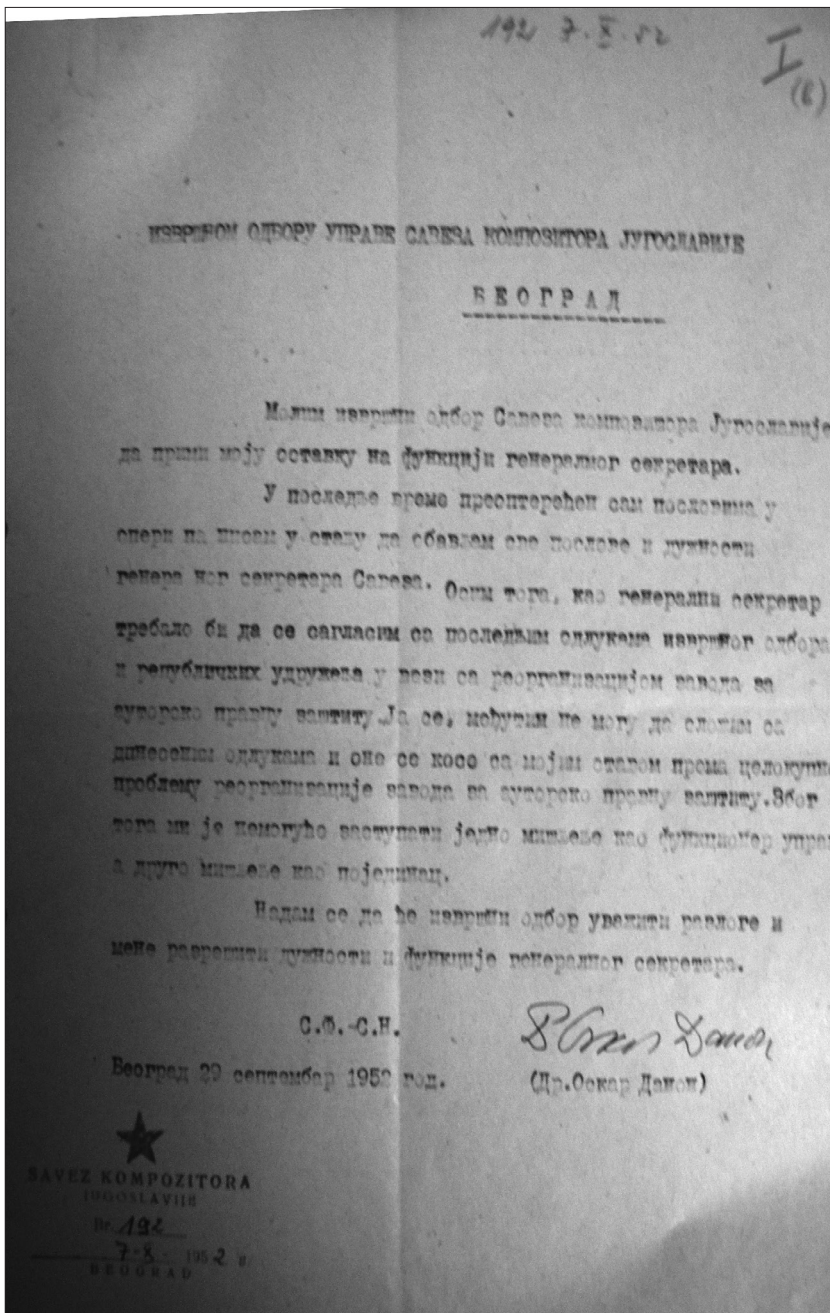 192 7.X.52
I
(6)
ИЗВРШНОМ ОДБОРУ УПРАВЕ САВЕЗА КОМПОЗИТОРА ЈУГОСЛАВИЈЕ
БЕОГРАД
Молим извршни одбор Савеза композитора Југославије
да прими моју оставку на функцији генералног секретара.
У последње време преоптерећен сам пословима у
опери па нисам у стању да обављам све послове и дужности
генера ног секретара Савеза. Осим тога, као генерални секретар
требало би да се сагласим са последњим одлукама извршног одбора
и републичких удружења у вези са реорганизацијом завода за
ауторско правну заштиту.Ја се, међутим не могу да сложим са
донесеним одлукама и оне се косе са мојим ставом према целокупно
проблему реорганизације завода за ауторско правну заштиту.Због
тога ми је немогуће заступати једно мишљење као функционер управ
а друго мишљење као појединац.
Надам се да ће извршни одбор уважити разлоге и
мене разрешити дужности и функције генералног секретара.
С.Ф.-С.Н.
Оскар Данон
Београд 29 септембар 1952 год. (Др.Оскар Данон)
SAVEZ KOMPOZITORA
JUGOSLAVIJE
Br. 192
7-X- 1952 g.
BEOGRAD